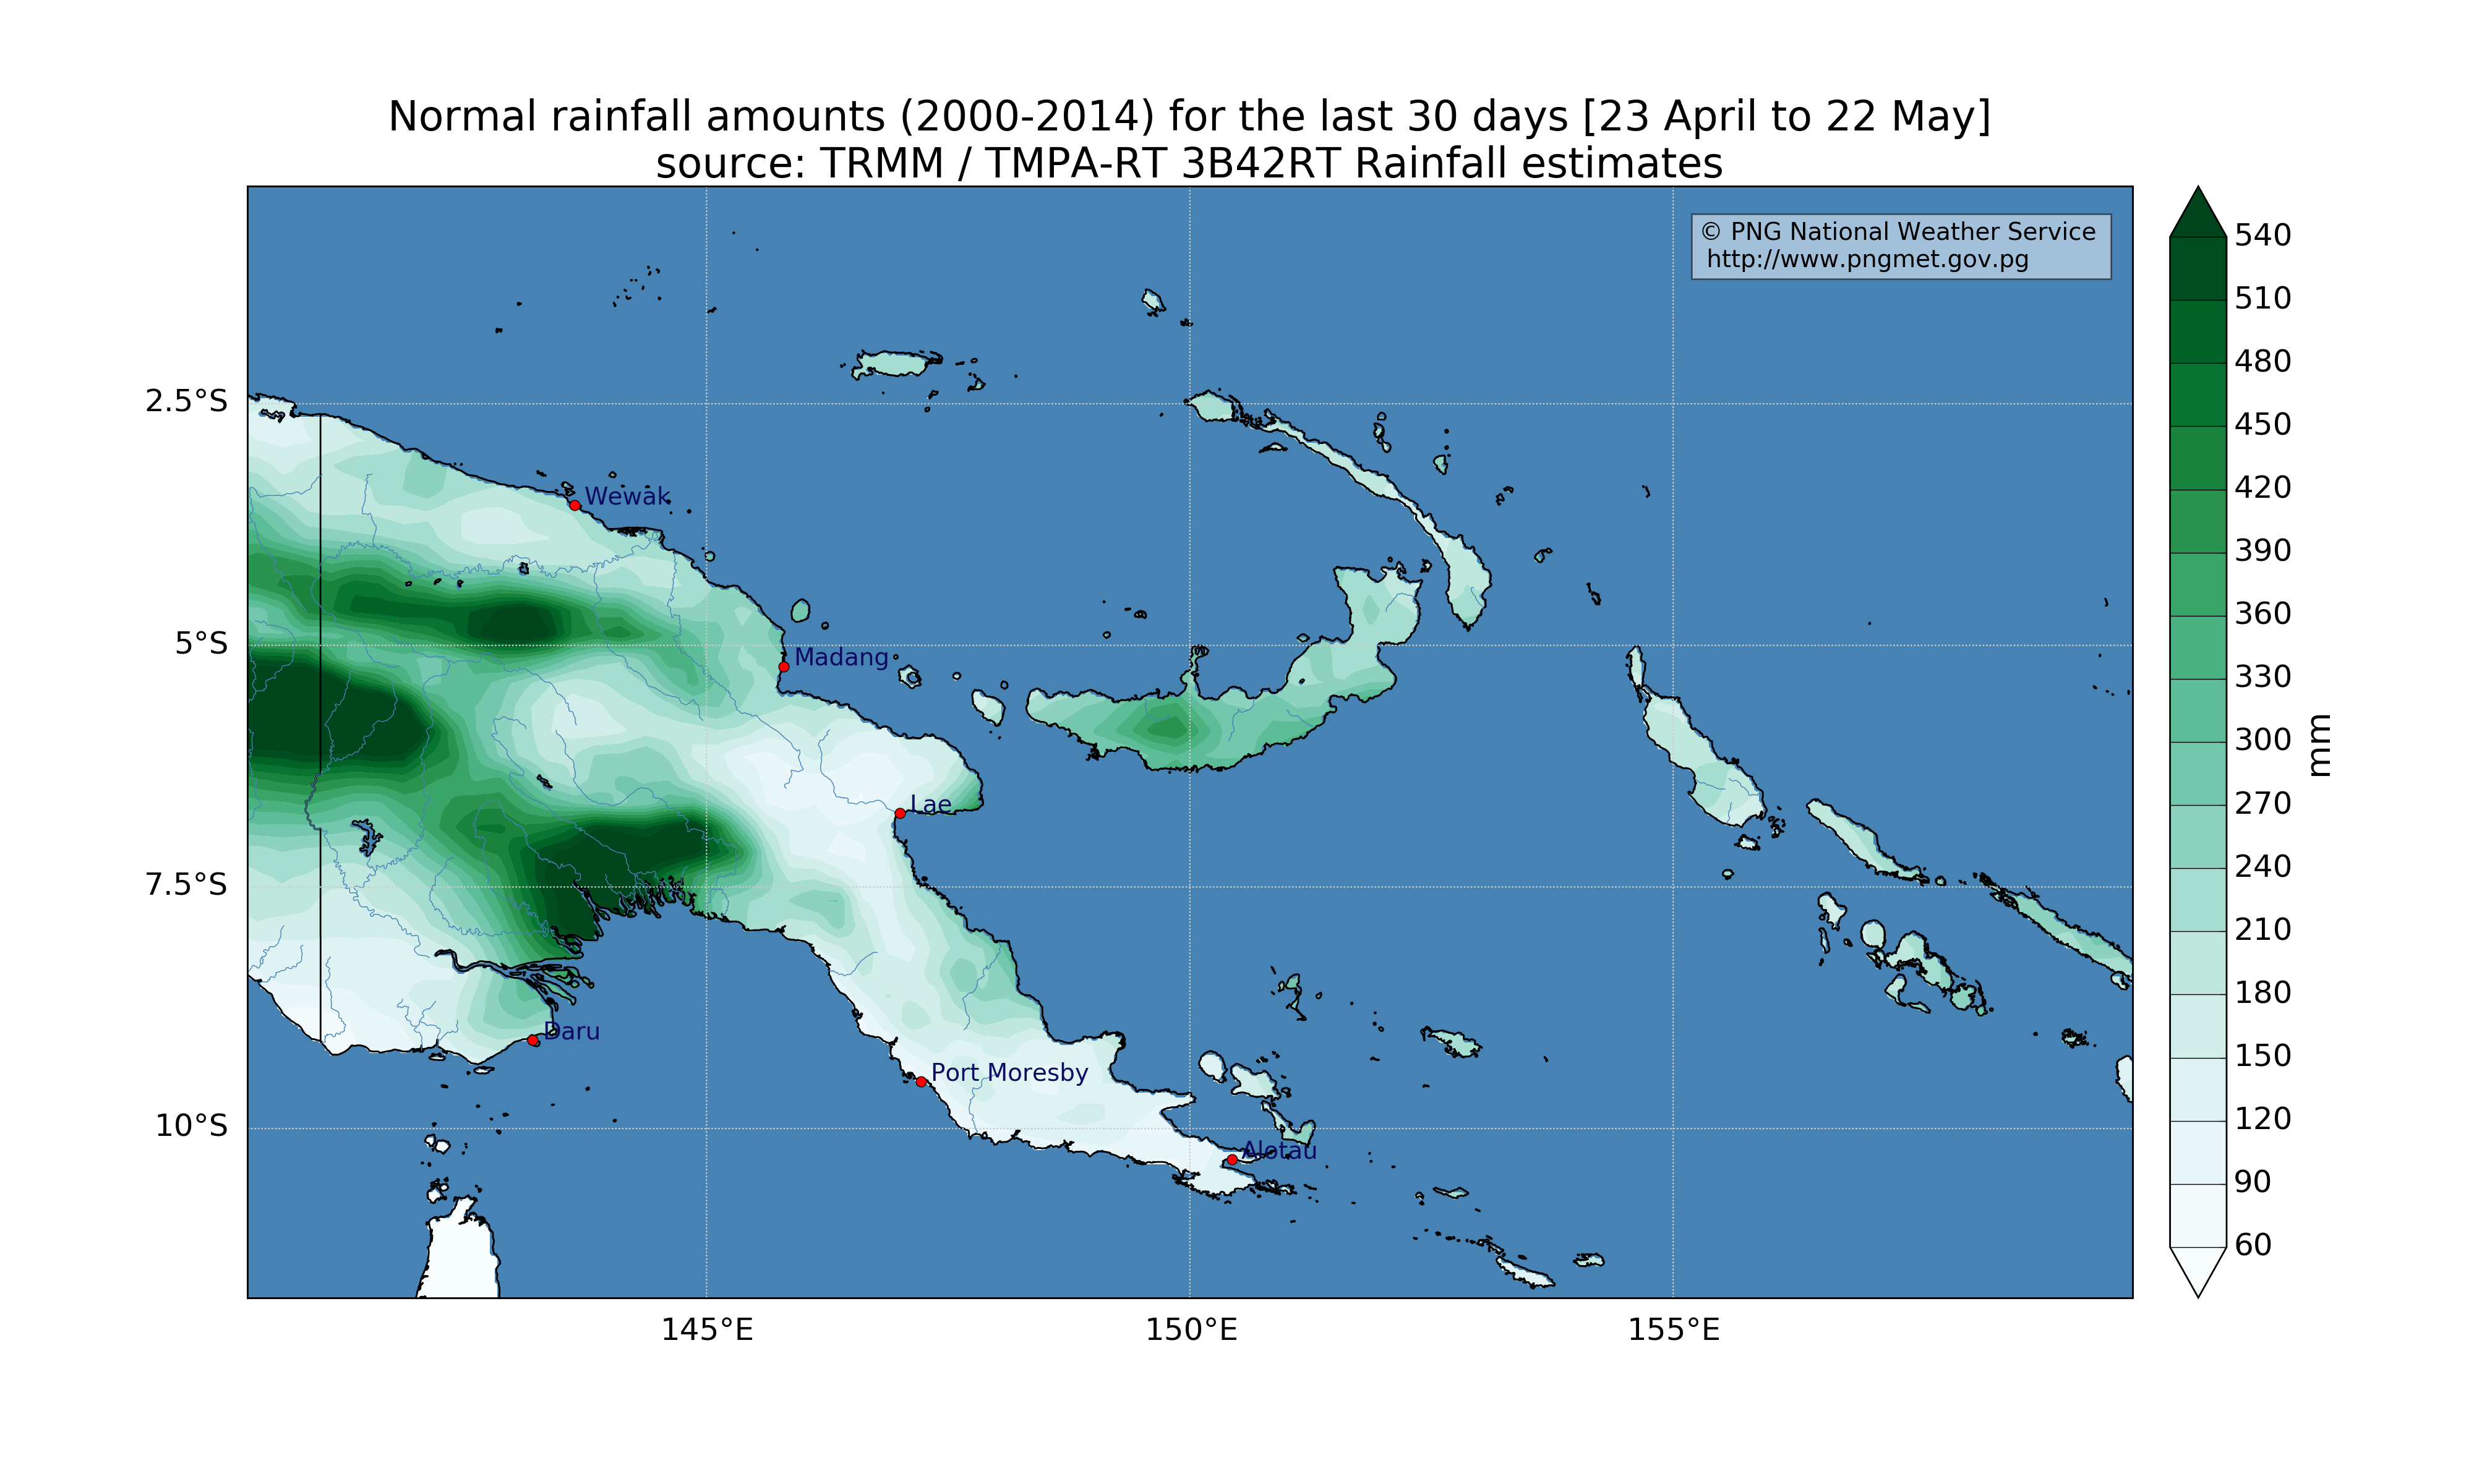 Normal rainfall amounts (2000-2014) for the last 30 days [23 April to 22 May]
source: TRMM / TMPA-RT 3B42RT Rainfall estimates
© PNG National Weather Service
http://www.pngmet.gov.pg
2.5°S
5°S
7.5°S
10°S
145°E
150°E
155°E
Wewak
Madang
Lae
Daru
Port Moresby
Alotau
540
510
480
450
420
390
360
330
300
270
240
210
180
150
120
90
60
mm